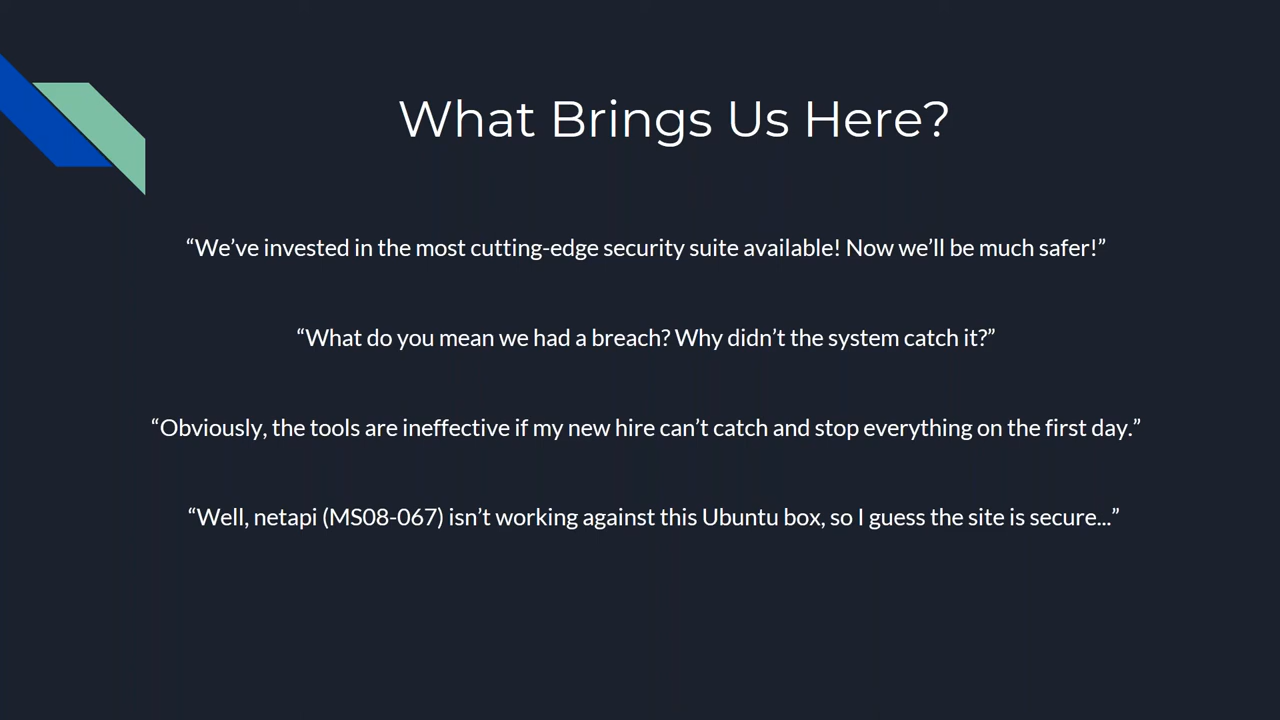 What Brings Us Here?
“We’ve invested in the most cutting-edge security suite available! Now we’ll be much safer!”
“What do you mean we had a breach? Why didn’t the system catch it?”
“Obviously, the tools are ineffective if my new hire can’t catch and stop everything on the first day.”
“Well, netapi (MS08-067) isn’t working against this Ubuntu box, so I guess the site is secure...”